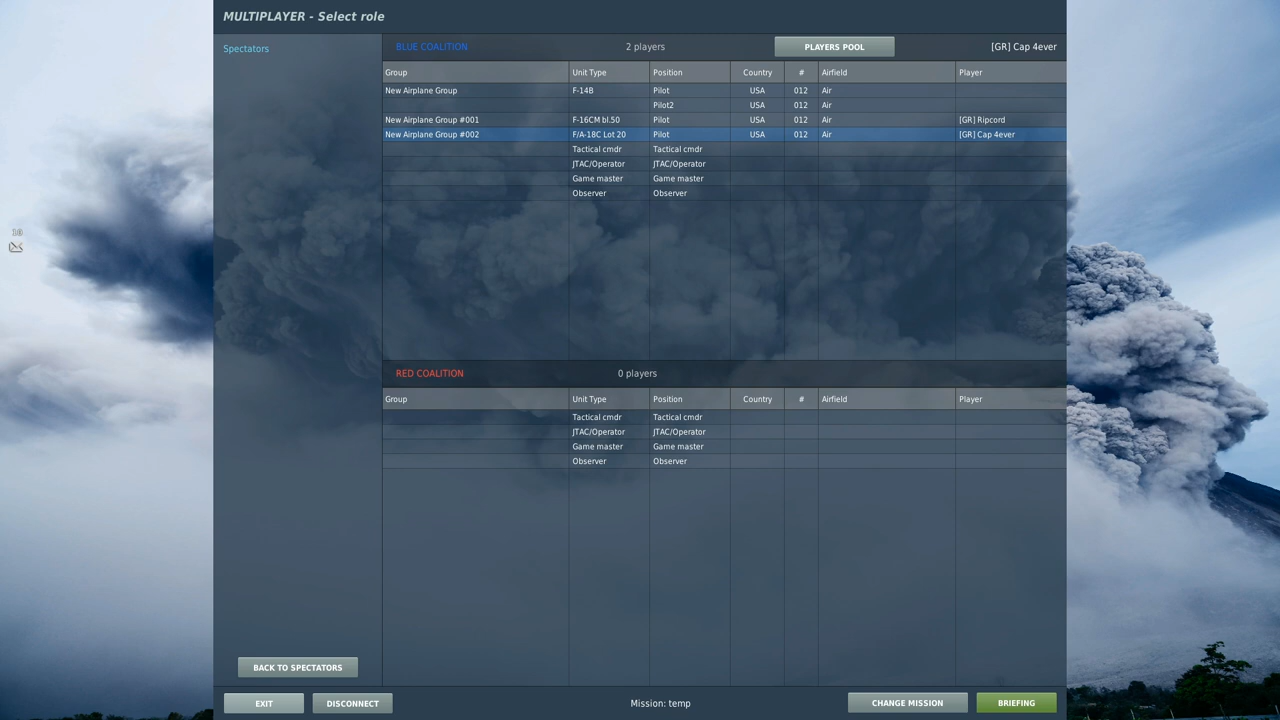 MULTIPLAYER - Select role
Spectators
BLUE COALITION 2 players PLAYERS POOL [GR] Cap 4ever
Group Unit Type Position Country # Airfield Player
New Airplane Group F-14B Pilot USA 012 Air
Pilot2 USA 012 Air
New Airplane Group #001 F-16CM bl.50 Pilot USA 012 Air [GR] Ripcord
New Airplane Group #002 F/A-18C Lot 20 Pilot USA 012 Air [GR] Cap 4ever
Tactical cmdr Tactical cmdr
JTAC/Operator JTAC/Operator
Game master Game master
Observer Observer
10
RED COALITION 0 players
Group Unit Type Position Country # Airfield Player
Tactical cmdr Tactical cmdr
JTAC/Operator JTAC/Operator
Game master Game master
Observer Observer
BACK TO SPECTATORS
EXIT DISCONNECT Mission: temp CHANGE MISSION BRIEFING